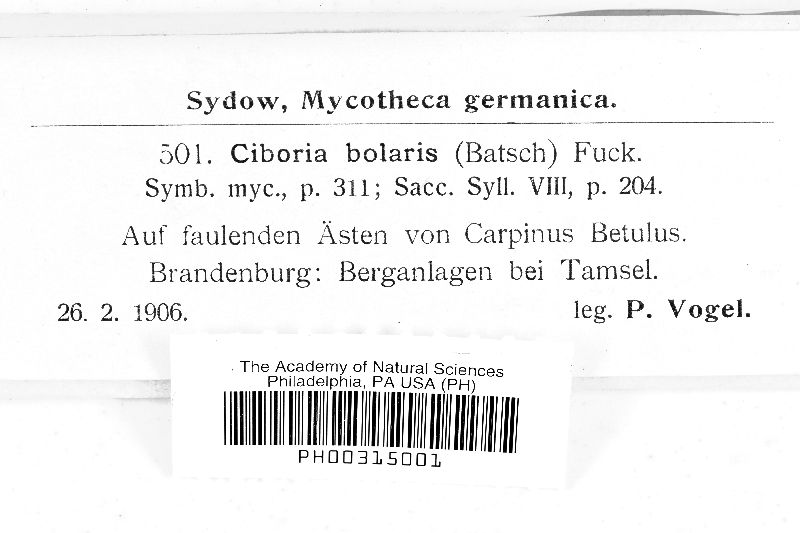 Sydow, Mycotheca germanica.
501. Ciboria bolaris (Batsch) Fuck.
Symb. myc., p. 311; Sacc. Syll. VIII, p. 204.
Auf faulenden Ästen von Carpinus Betulus.
Brandenburg: Berganlagen bei Tamsel.
26. 2. 1906. leg. P. Vogel.
The Academy of Natural Sciences
Philadelphia, PA USA (PH)
PH00315001